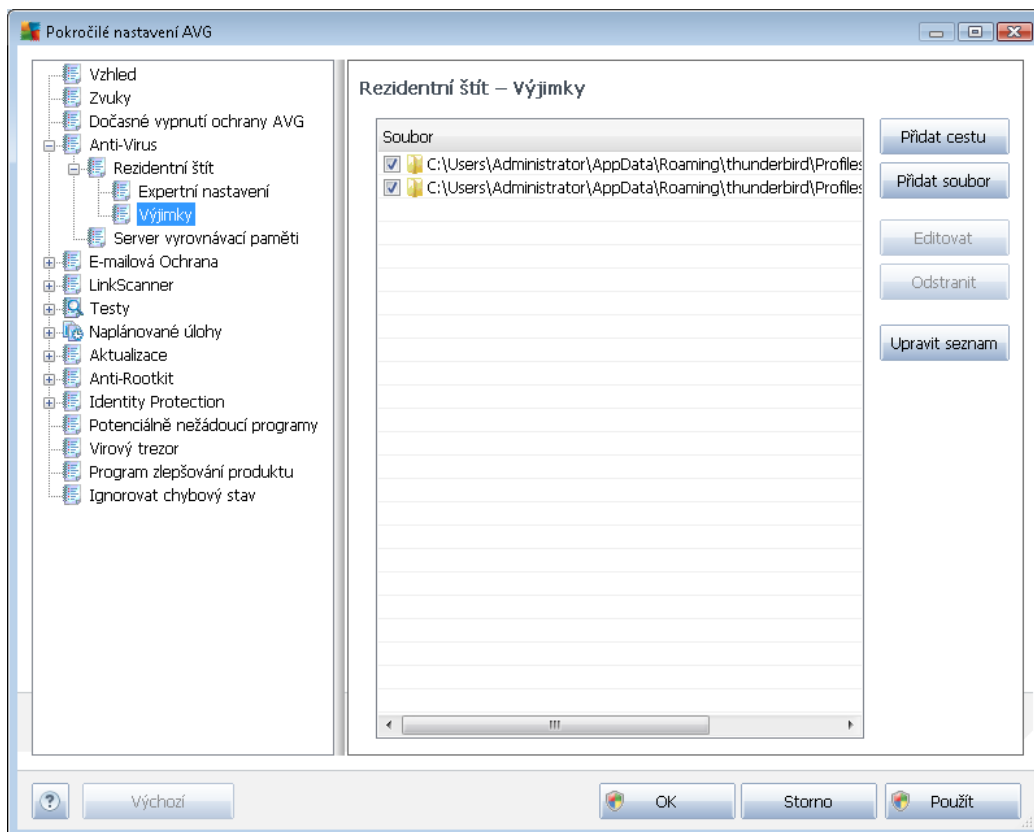 Pokročilé nastavení AVG
Vzhled
Zvuky
Dočasné vypnutí ochrany AVG
Anti-Virus
Rezidentní štít
Expertní nastavení
Výjimky
Server vyrovnávací paměti
E-mailová Ochrana
LinkScanner
Testy
Naplánované úlohy
Aktualizace
Anti-Rootkit
Identity Protection
Potenciálně nežádoucí programy
Virový trezor
Program zlepšování produktu
Ignorovat chybový stav
Rezidentní štít – Výjimky
Soubor
C:\Users\Administrator\AppData\Roaming\thunderbird\Profiles
C:\Users\Administrator\AppData\Roaming\thunderbird\Profiles
Přidat cestu
Přidat soubor
Editovat
Odstranit
Upravit seznam
? Výchozí OK Storno Použít